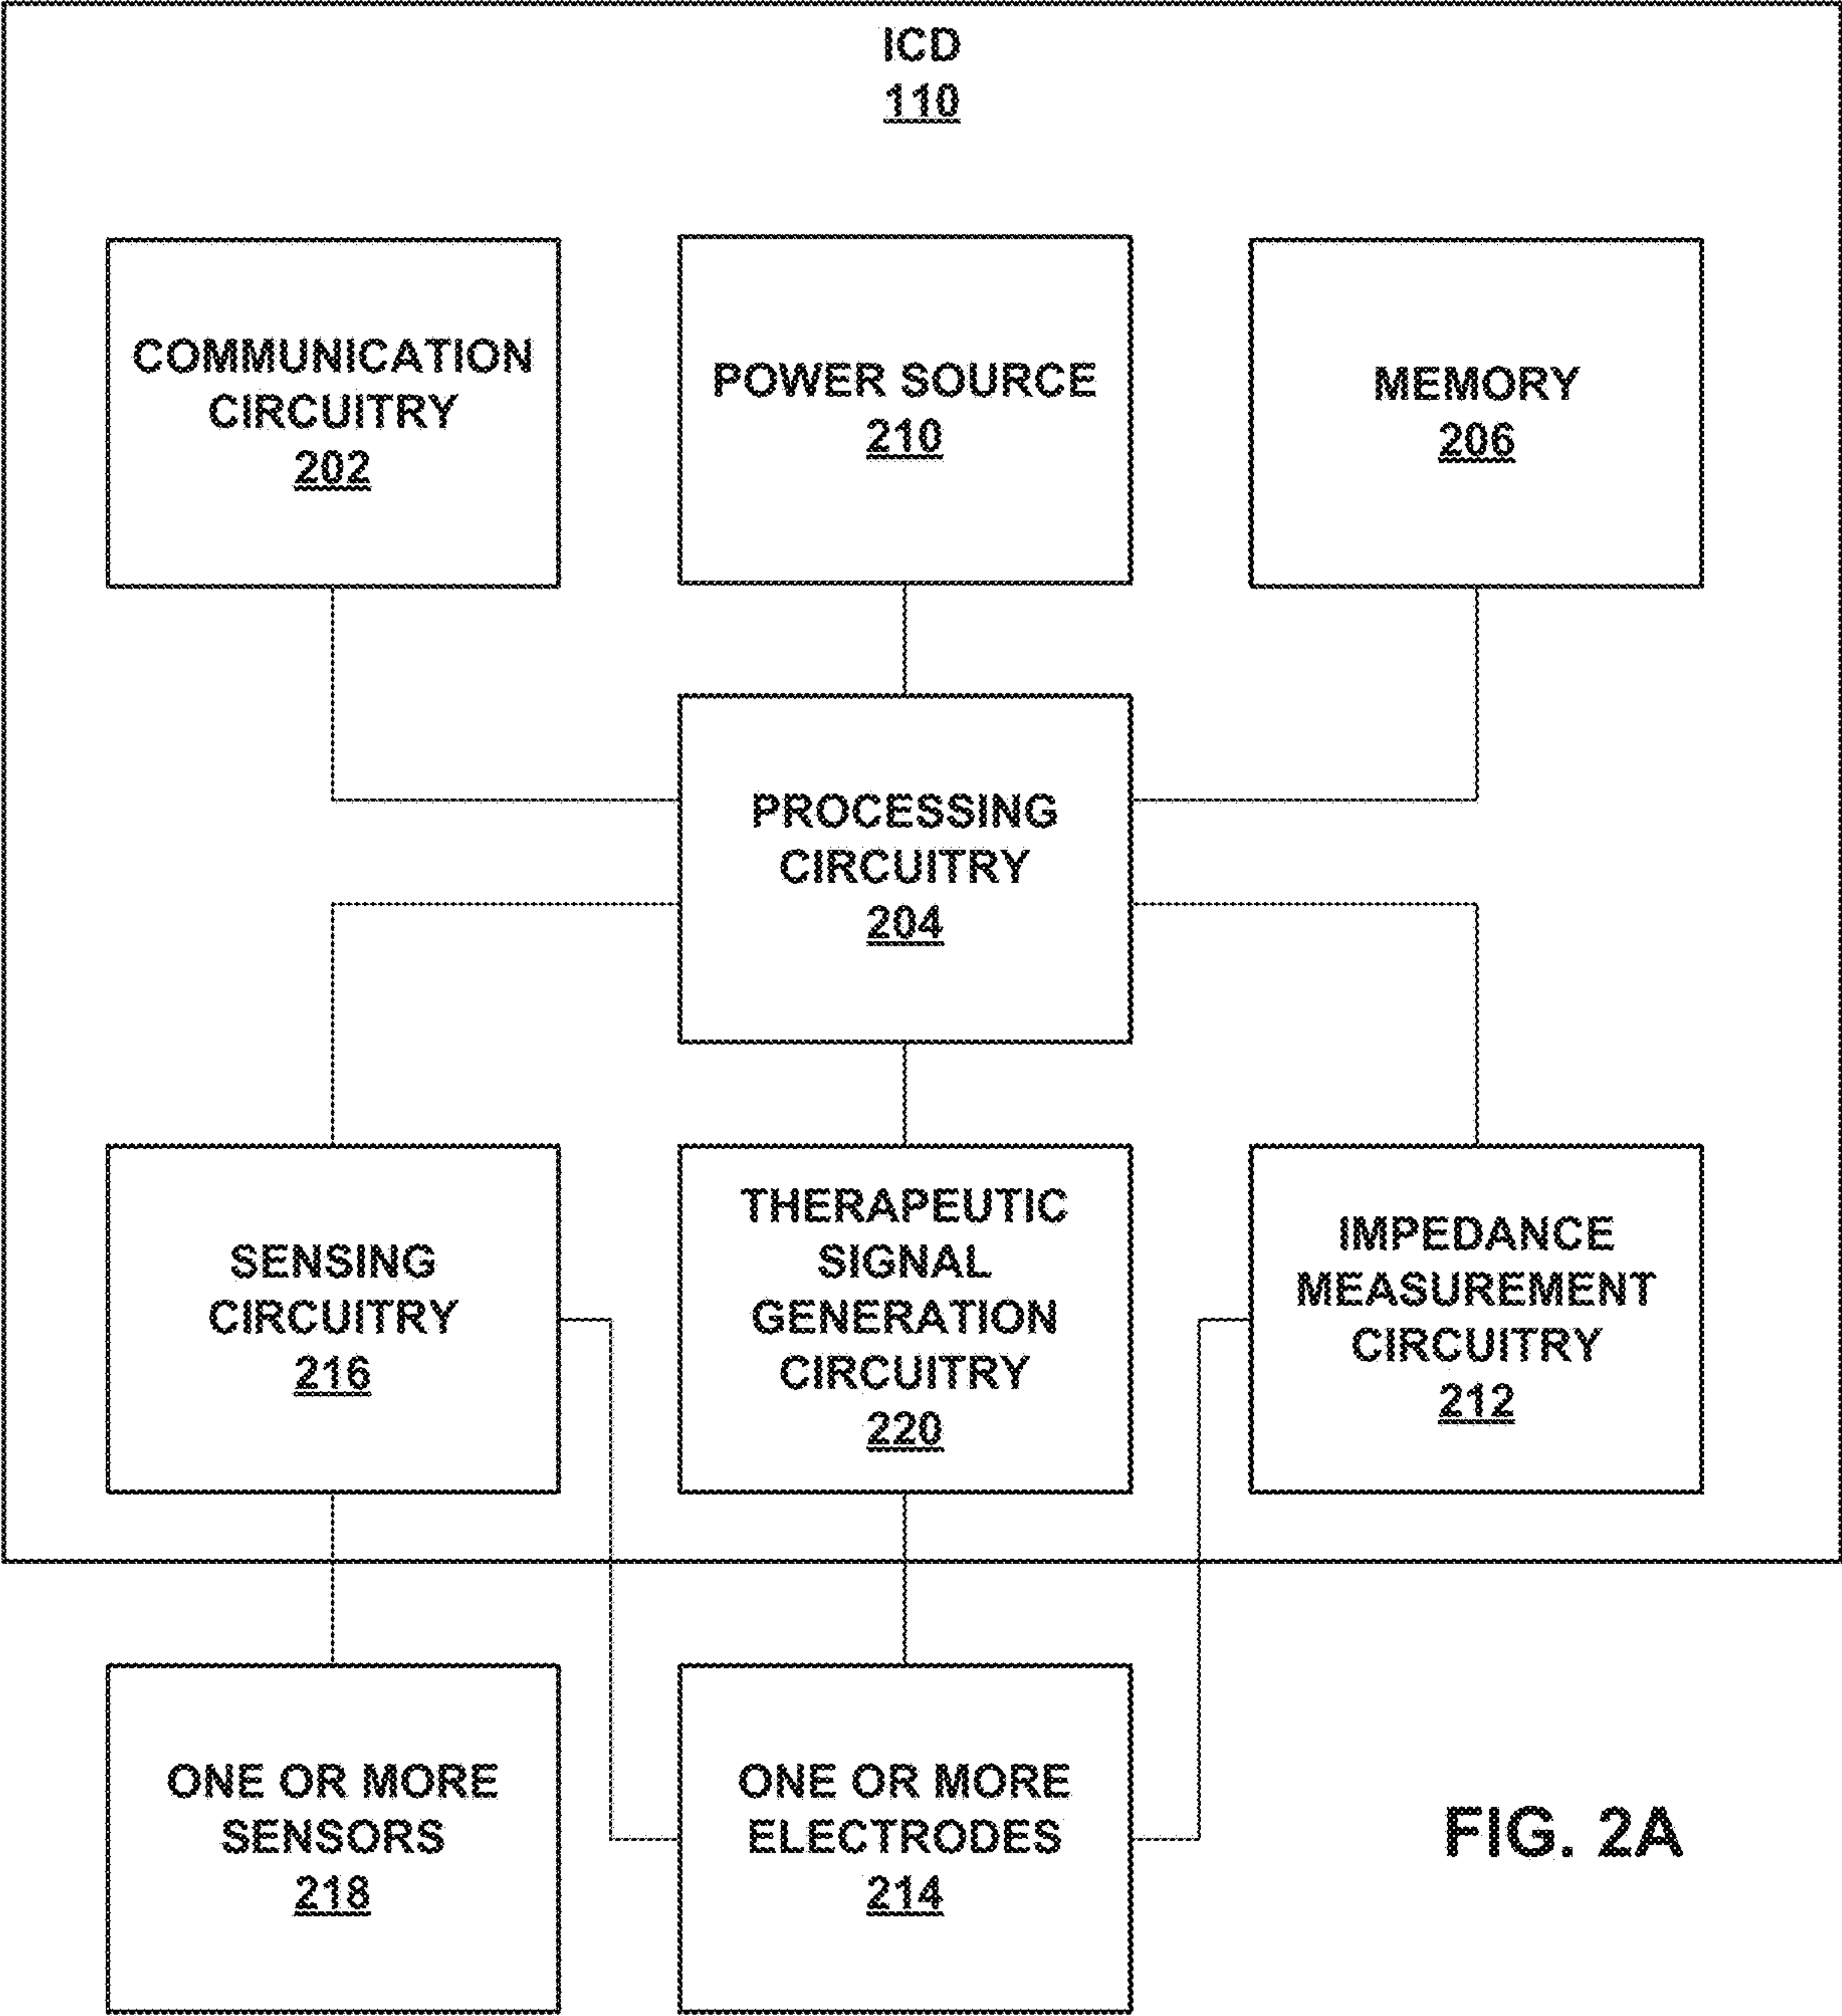 ICD
110
COMMUNICATION
CIRCUITRY
202
POWER SOURCE
210
MEMORY
206
PROCESSING
CIRCUITRY
204
SENSING
CIRCUITRY
216
THERAPEUTIC
SIGNAL
GENERATION
CIRCUITRY
220
IMPEDANCE
MEASUREMENT
CIRCUITRY
212
ONE OR MORE
SENSORS
218
ONE OR MORE
ELECTRODES
214
FIG. 2A